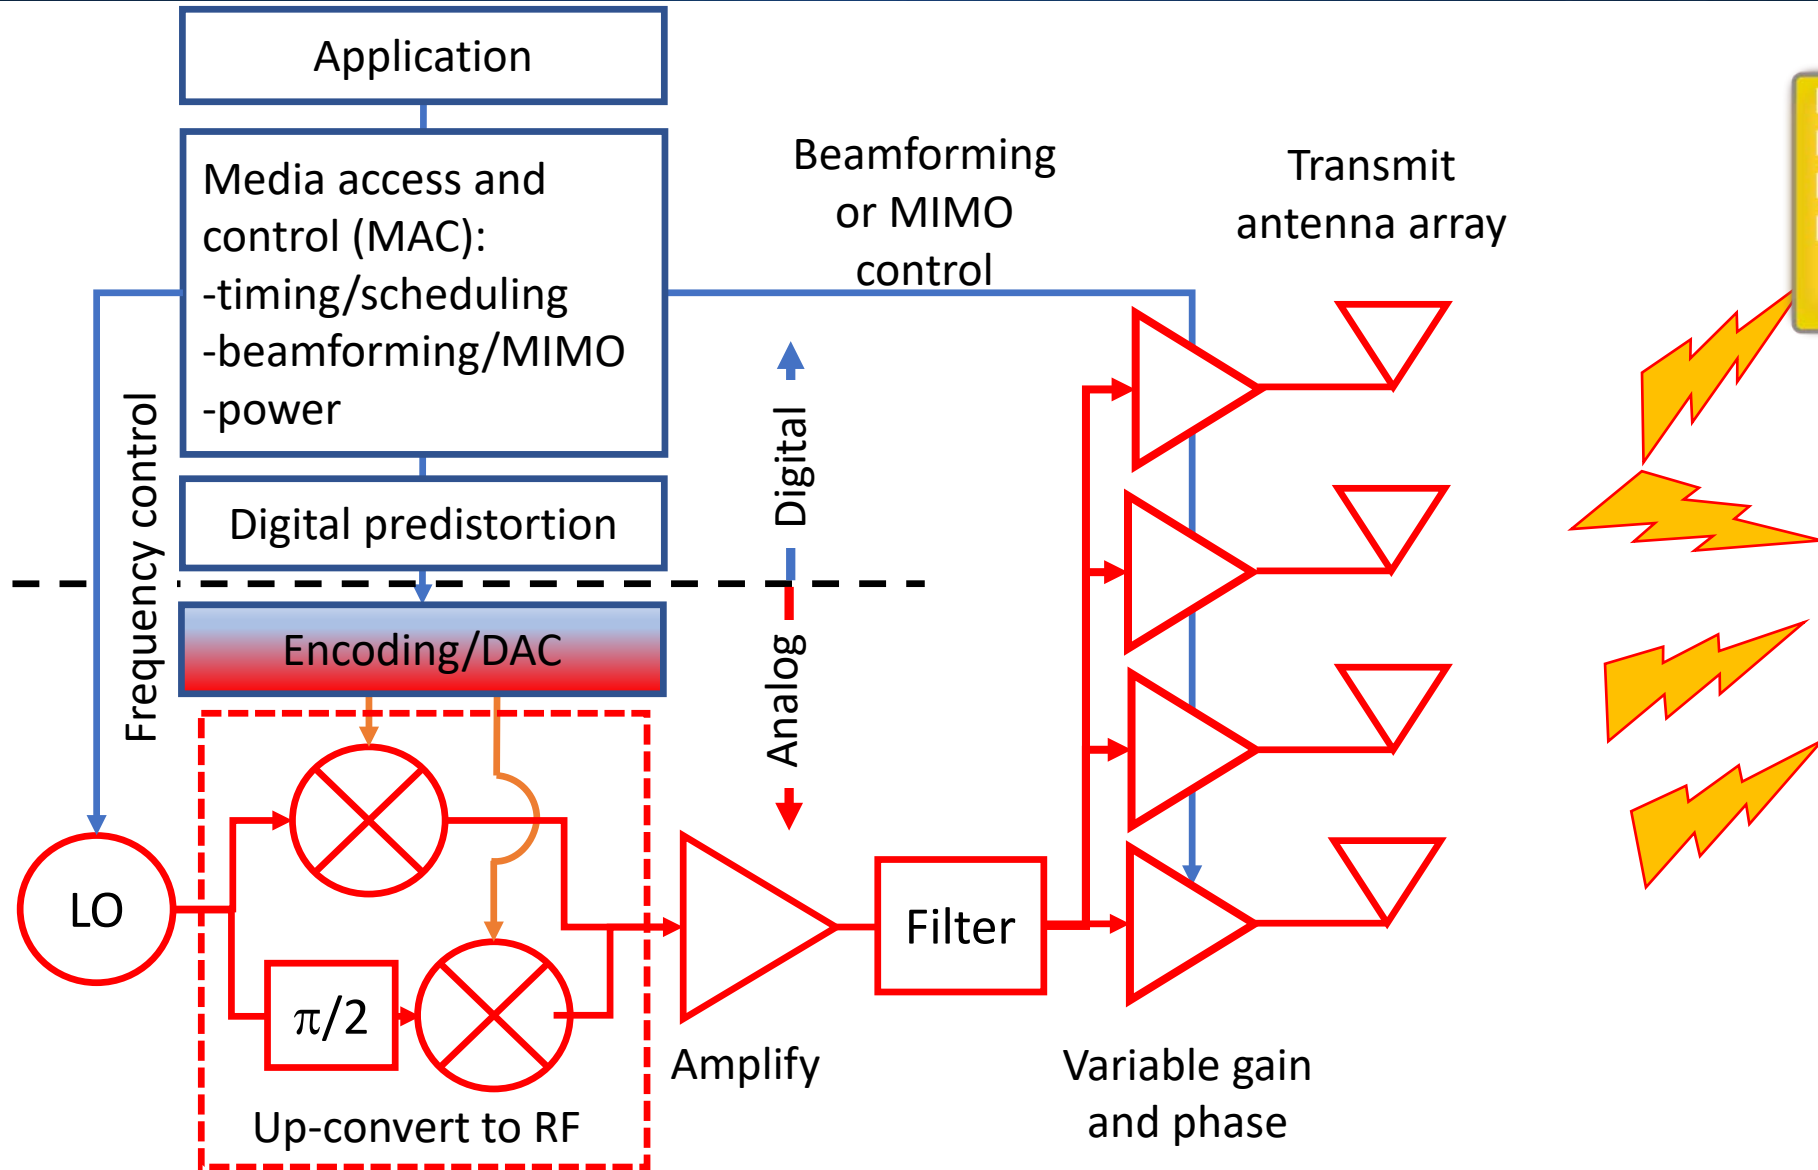 Application
Media access and
control (MAC):
-timing/scheduling
-beamforming/MIMO
-power
Beamforming
or MIMO
control
Transmit
antenna array
Frequency control
Digital predistortion
Digital
Analog
Encoding/DAC
LO
π/2
Up-convert to RF
Amplify
Filter
Variable gain
and phase